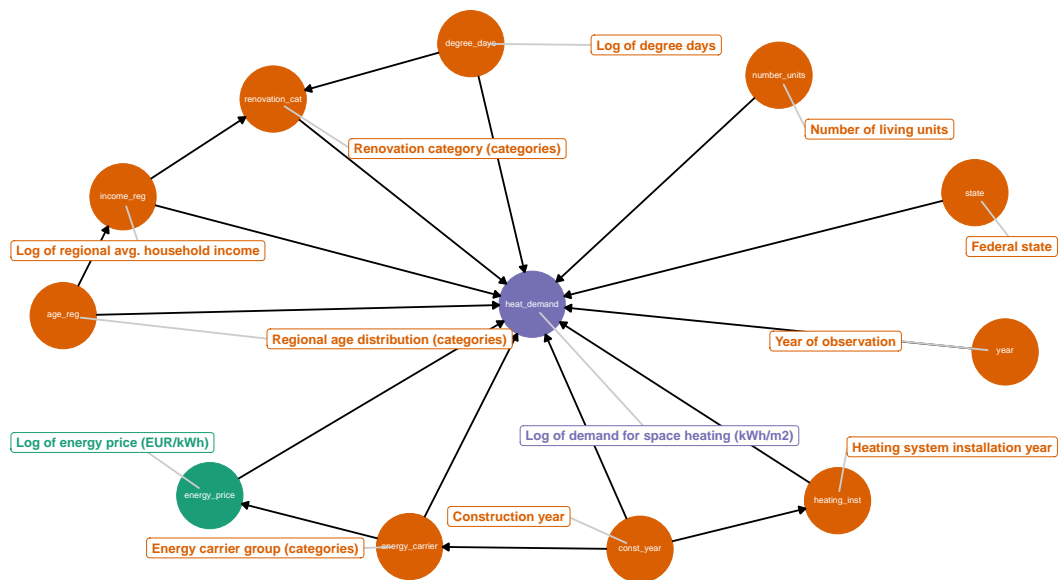 degree_days
Log of degree days
number_units
renovation_cat
Number of living units
Renovation category (categories)
income_reg
state
Log of regional avg. household income
Federal state
heat_demand
age_reg
Regional age distribution (categories)
Year of observation
year
Log of energy price (EUR/kWh)
Log of demand for space heating (kWh/m2)
Heating system installation year
energy_price
heating_inst
Construction year
Energy carrier group (categories)
energy_carrier
const_year